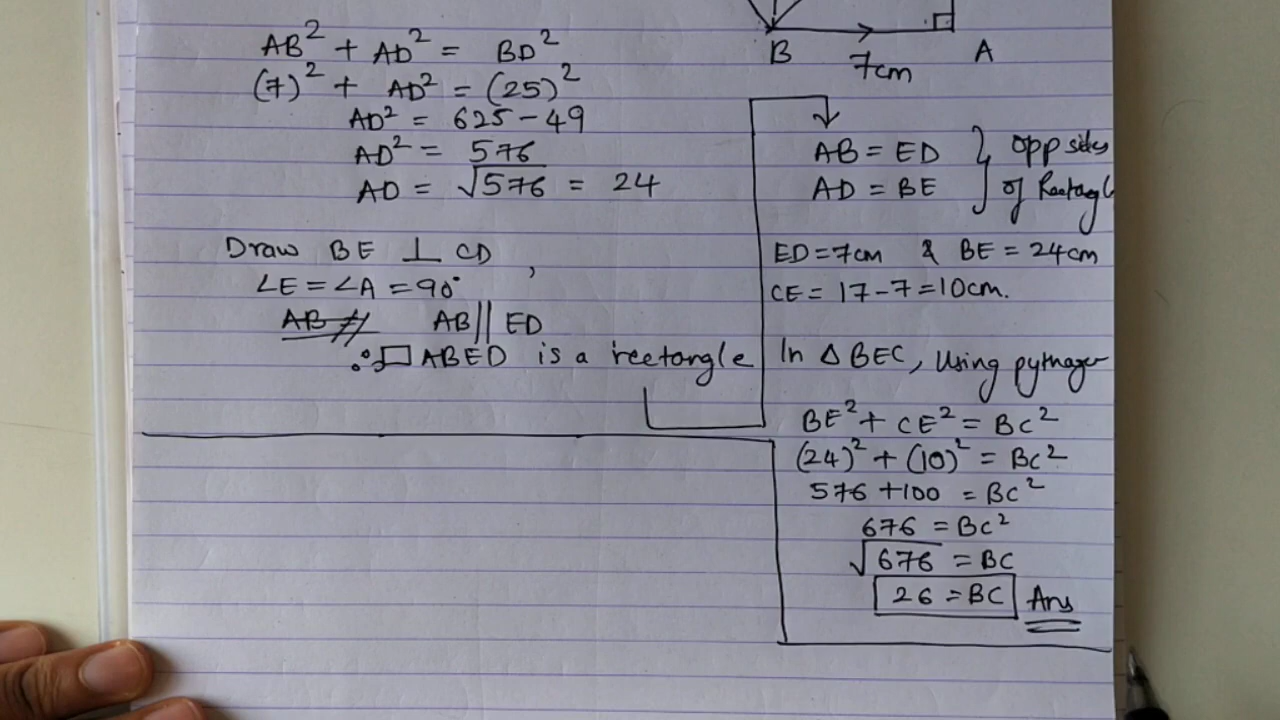 B A
7cm
AB² + AD² = BD²
(7)² + AD² = (25)²
AD² = 625 - 49
AD² = 576
AD = √576 = 24
Draw BE ⊥ CD,
∠E = ∠A = 90°
AB // AB || ED
∴ □ ABED is a rectangle
AB = ED } opp sides
AD = BE } of Rectagl
ED = 7cm & BE = 24cm
CE = 17 - 7 = 10cm.
In △ BEC, Using pythagor
BE² + CE² = BC²
(24)² + (10)² = BC²
576 + 100 = BC²
676 = BC²
√676 = BC
26 = BC Ans